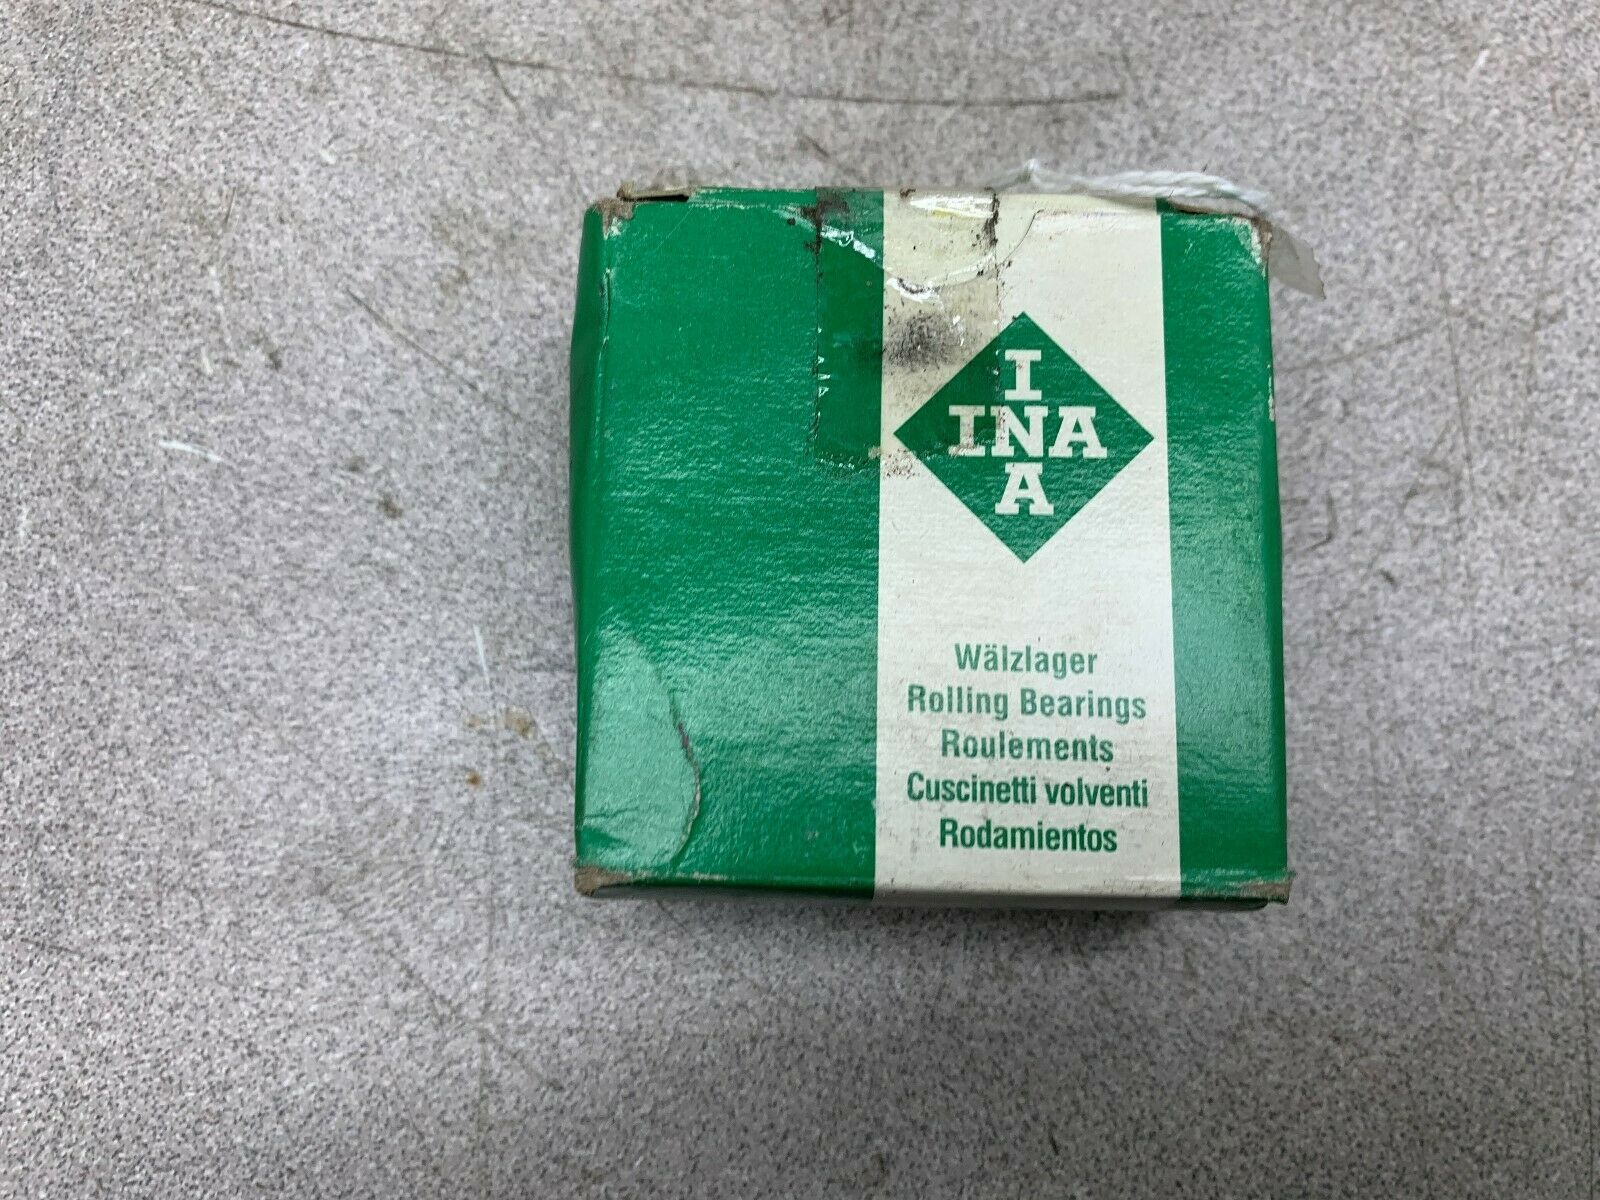 I
INA
A
Wälzlager
Rolling Bearings
Roulements
Cuscinetti volventi
Rodamientos